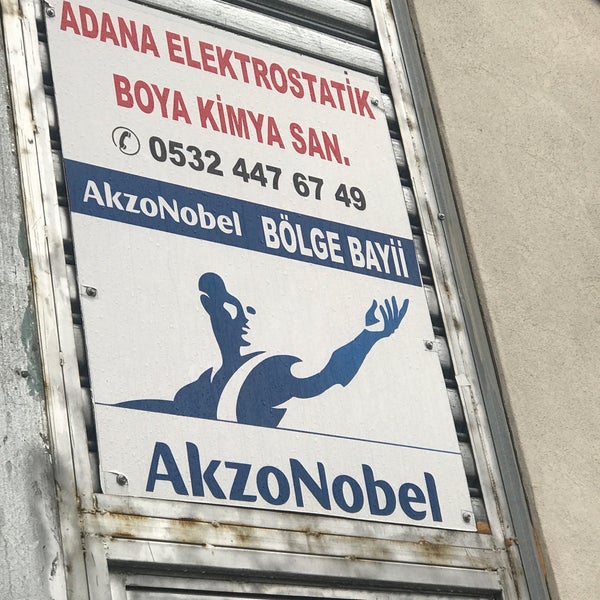 ADANA ELEKTROSTATİK
BOYA KİMYA SAN.
✆ 0532 447 67 49
AkzoNobel BÖLGE BAYİİ
AkzoNobel